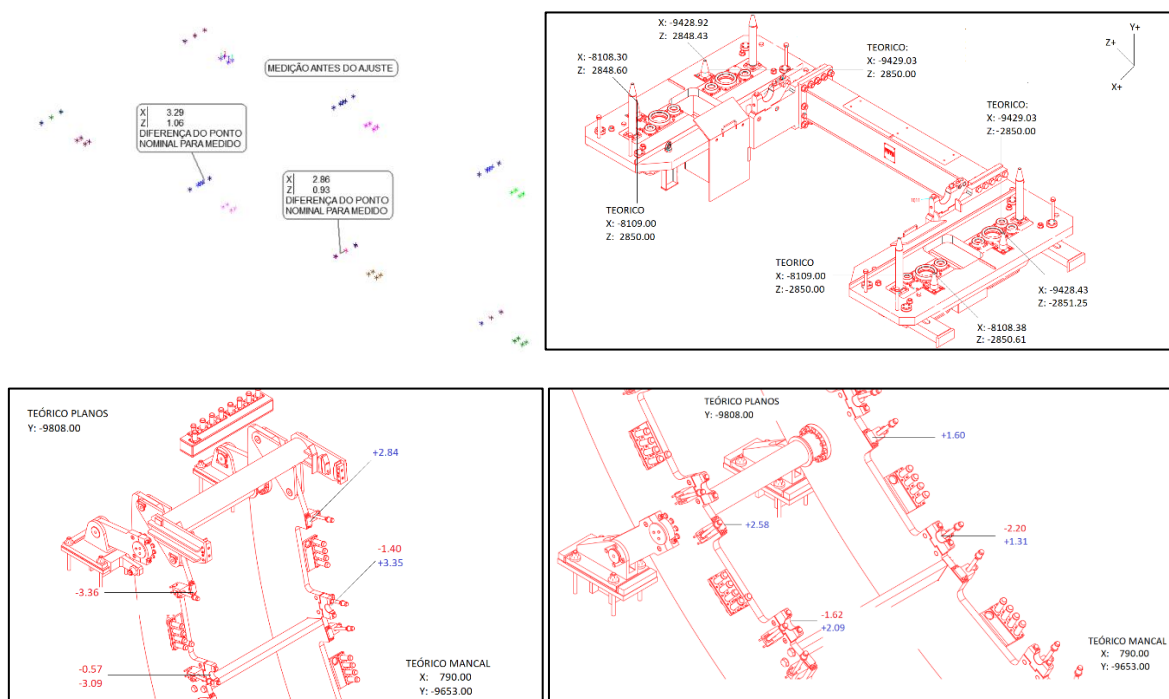 MEDIÇÃO ANTES DO AJUSTE
X 3.29
Z 1.06
DIFERENÇA DO PONTO
NOMINAL PARA MEDIDO
X 2.86
Z 0.93
DIFERENÇA DO PONTO
NOMINAL PARA MEDIDO
X: -9428.92
Z: 2848.43
X: -8108.30
Z: 2848.60
TEORICO:
X: -9429.03
Z: 2850.00
Y+
Z+
X+
TEORICO:
X: -9429.03
Z:-2850.00
TEORICO
X: -8109.00
Z: 2850.00
TEORICO
X: -8109.00
Z:-2850.00
X: -9428.43
Z: -2851.25
X:-8108.38
Z: -2850.61
TEÓRICO PLANOS
Y: -9808.00
+2.84
-1.40
+3.35
-3.36
-0.57
-3.09
TEÓRICO MANCAL
X: 790.00
Y: -9653.00
TEÓRICO PLANOS
Y: -9808.00
+1.60
+2.58
-2.20
+1.31
-1.62
+2.09
TEÓRICO MANCAL
X: 790.00
Y: -9653.00